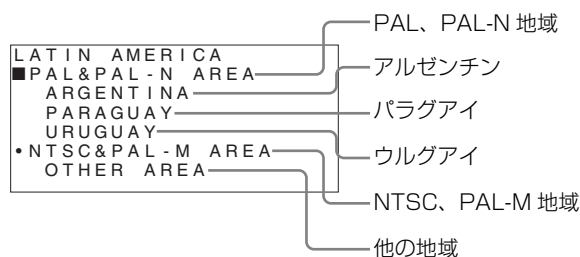 LATIN AMERICA
■PAL&PAL-N AREA
ARGENTINA
PARAGUAY
URUGUAY
•NTSC&PAL-M AREA
OTHER AREA
PAL、PAL-N 地域
アルゼンチン
パラグアイ
ウルグアイ
NTSC、PAL-M 地域
他の地域